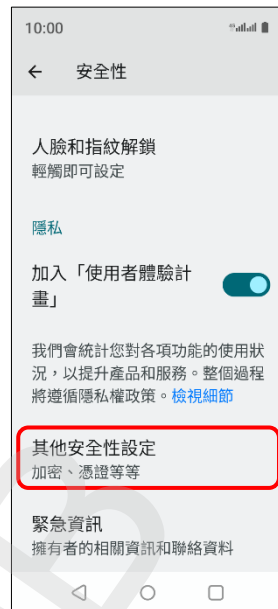 10:00
安全性
人臉和指紋解鎖
輕觸即可設定
隱私
加入「使用者體驗計
畫」
我們會統計您對各項功能的使用狀
況，以提升產品和服務。整個過程
將遵循隱私權政策。檢視細節
其他安全性設定
加密、憑證等等
緊急資訊
擁有者的相關資訊和聯絡資料